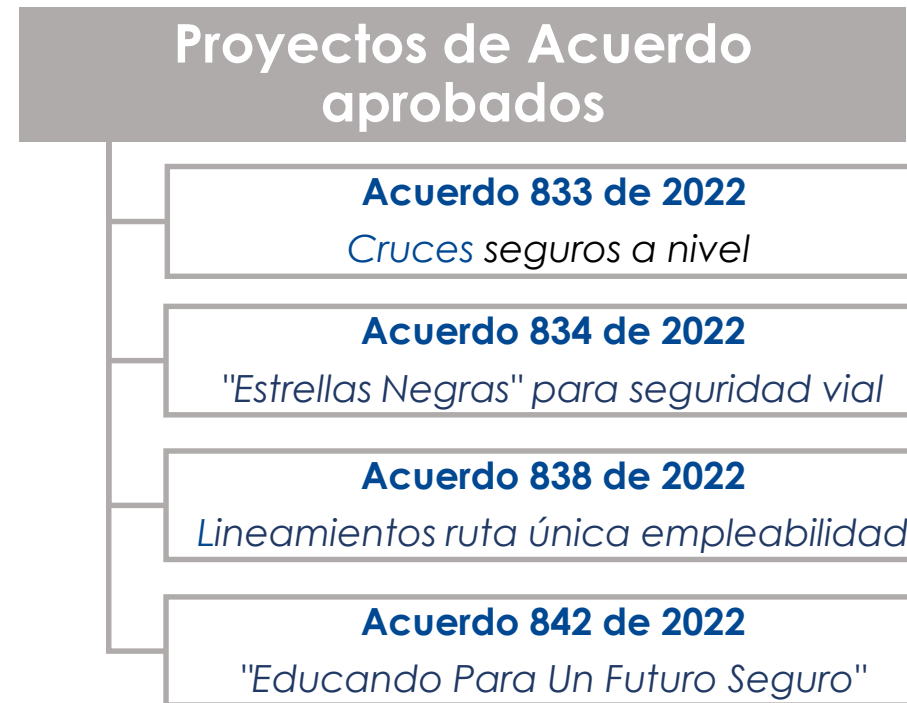 Proyectos de Acuerdo
aprobados
Acuerdo 833 de 2022
Cruces seguros a nivel
Acuerdo 834 de 2022
"Estrellas Negras" para seguridad vial
Acuerdo 838 de 2022
Lineamientos ruta única empleabilidad
Acuerdo 842 de 2022
"Educando Para Un Futuro Seguro"